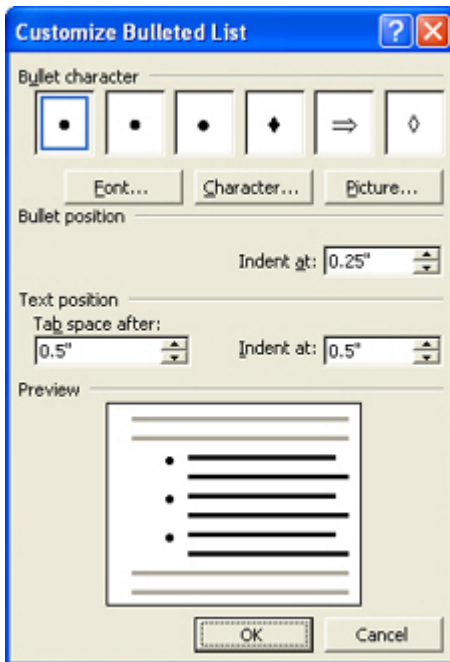 Customize Bulleted List
Bullet character
Font... Character... Picture...
Bullet position
Indent at: 0.25"
Text position
Tab space after:
0.5" Indent at: 0.5"
Preview
OK Cancel